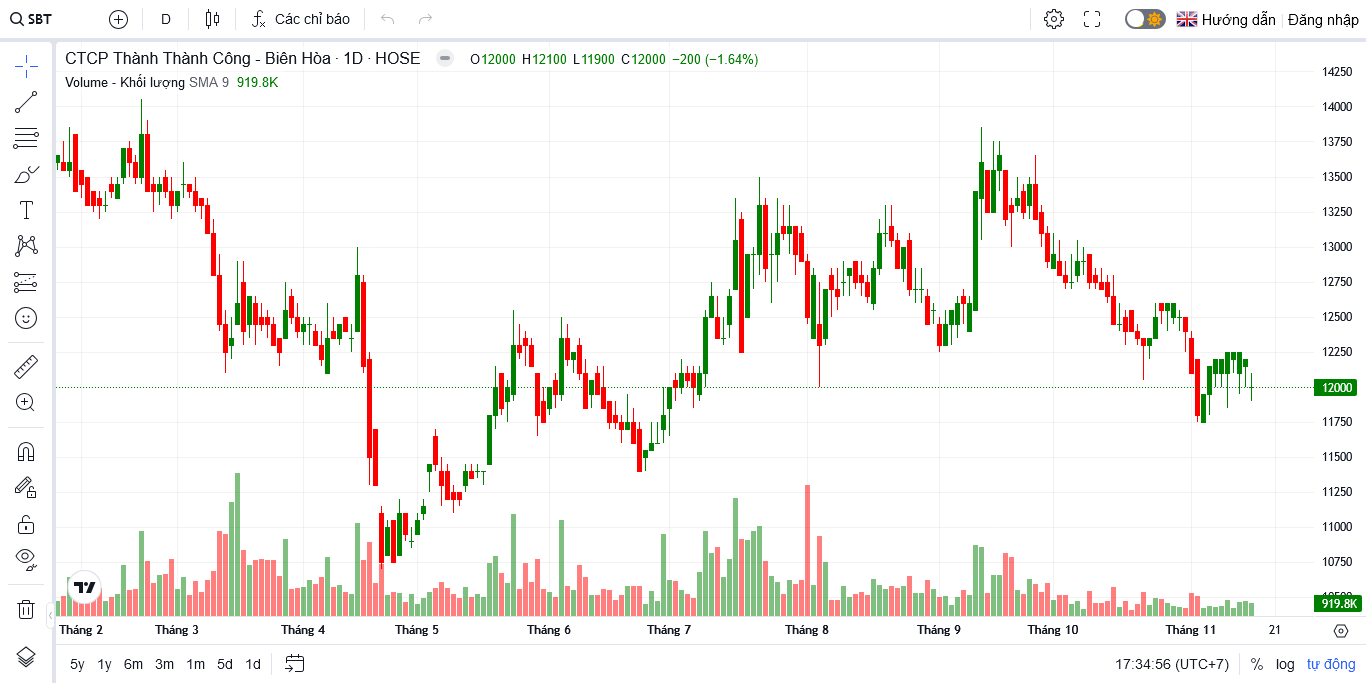 SBT D Các chỉ báo Hướng dẫn Đăng nhập
CTCP Thành Thành Công - Biên Hòa · 1D · HOSE O12000 H12100 L11900 C12000 −200 (−1.64%)
Volume - Khối lượng SMA 9 919.8K
14250
14000
13750
13500
13250
13000
12750
12500
12250
12000
11750
11500
11250
11000
10750
10500
919.8K
Tháng 2 Tháng 3 Tháng 4 Tháng 5 Tháng 6 Tháng 7 Tháng 8 Tháng 9 Tháng 10 Tháng 11 21
5y 1y 6m 3m 1m 5d 1d 17:34:56 (UTC+7) % log tự động